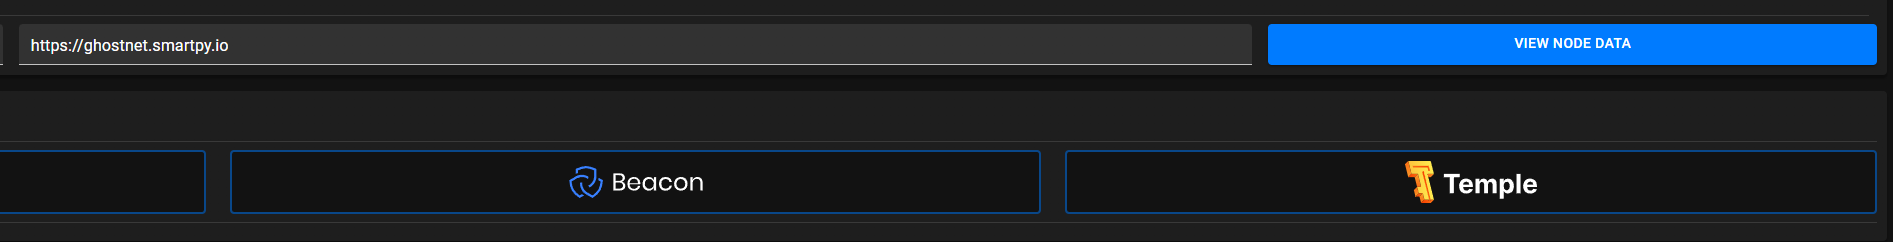 https://ghostnet.smartpy.io
VIEW NODE DATA
Beacon
Temple